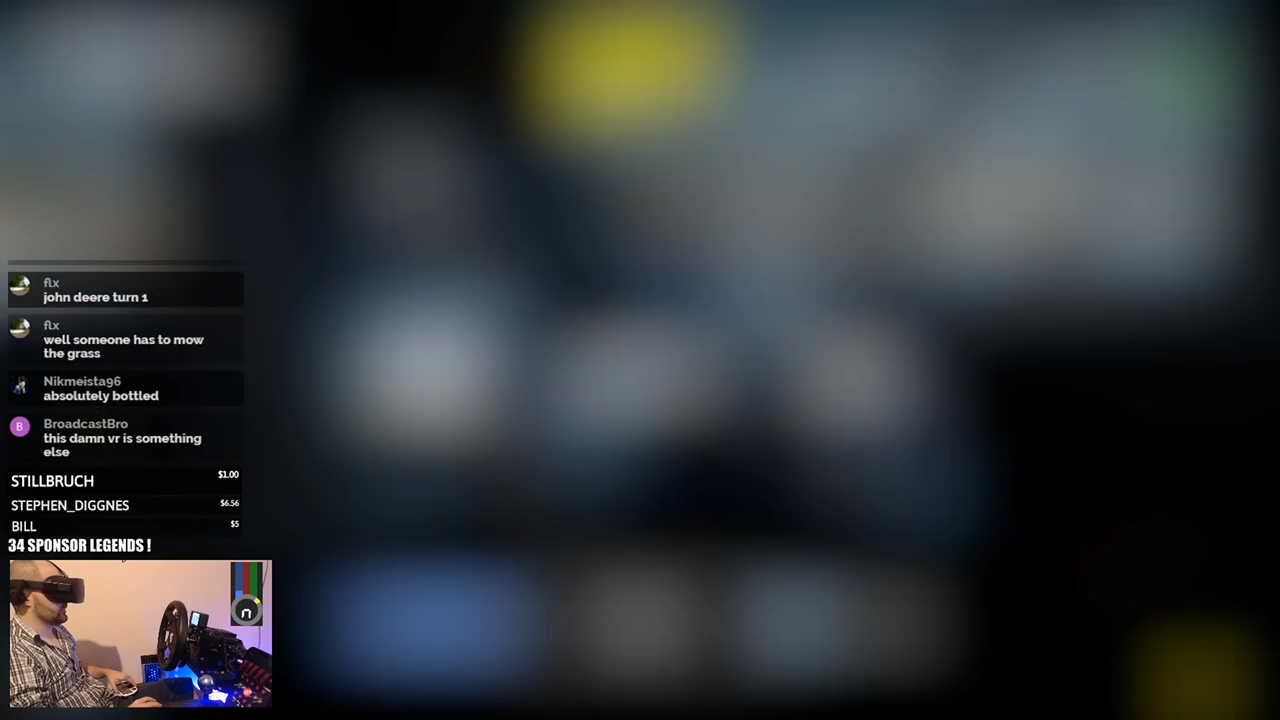 flx
john deere turn 1
flx
well someone has to mow
the grass
Nikmeista96
absolutely bottled
B
BroadcastBro
this damn vr is something
else
STILLBRUCH $1.00
STEPHEN_DIGGNES $6.56
BILL $5
34 SPONSOR LEGENDS !
n